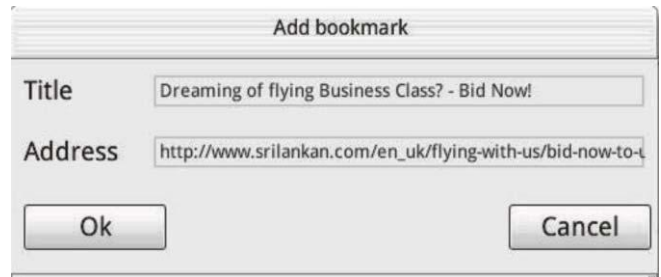 Add bookmark
Title Dreaming of flying Business Class? - Bid Now!
Address http://www.srilankan.com/en_uk/flying-with-us/bid-now-to-u
Ok Cancel